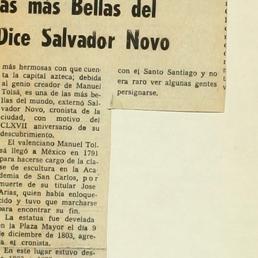 as más Bellas del
Dice Salvador Novo
más hermosas con que cuen-
ta la capital azteca; debida
al genio creador de Manuel
Tolsá, es una de las más be-
llas del mundo, externó Sal-
vador Novo, cronista de la
ciudad, con motivo del
CLXVII aniversario de su
descubrimiento.
El valenciano Manuel Tol-
sá llegó a México en 1791
para hacerse cargo de la cla-
se de escultura en la Aca-
demia de San Carlos, por
muerte de su titular José
Arias, quien había enloque-
cido y tuvo que marcharse
para encontrar su fin.
La estatua fue develada
en la Plaza Mayor el día 9
de diciembre de 1803, agre-
ga el cronista.
En este lugar estuvo des-
con el Santo Santiago y no
era raro ver algunas gentes
persignarse.